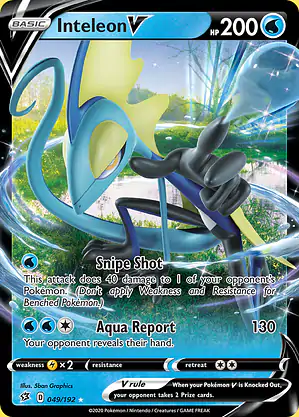 BASIC
Inteleon V HP 200
Snipe Shot
This attack does 40 damage to 1 of your opponent's
Pokémon. (Don't apply Weakness and Resistance for
Benched Pokémon.)
Aqua Report 130
Your opponent reveals their hand.
weakness × 2 resistance retreat
Illus. 5ban Graphics
D 049/192
V rule
When your Pokémon V is Knocked Out,
your opponent takes 2 Prize cards.
©2020 Pokémon / Nintendo / Creatures / GAME FREAK